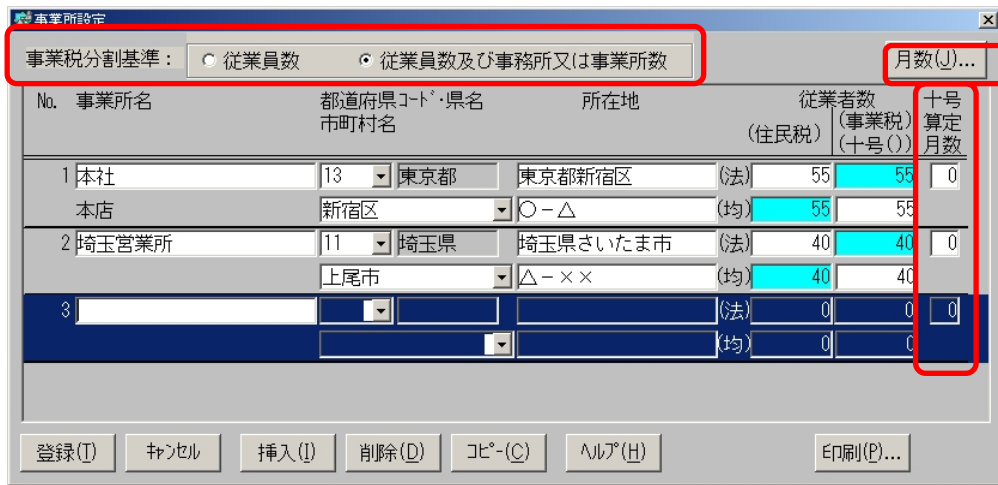 事業所設定
事業税分割基準： 従業員数 従業員数及び事務所又は事業所数 月数(J)...
No. 事業所名 都道府県ｺｰﾄﾞ・県名 所在地 従業者数 十号
市町村名 (住民税) (事業税) 算定
(十号()) 月数
1 本社 13 東京都 東京都新宿区 (法) 55 55 0
本店 新宿区 〇－△ (均) 55 55
2 埼玉営業所 11 埼玉県 埼玉県さいたま市 (法) 40 40 0
上尾市 △－×× (均) 40 40
3 (法) 0 0 0
(均) 0 0
登録(T) ｷｬﾝｾﾙ 挿入(I) 削除(D) ｺﾋﾟｰ(C) ﾍﾙﾌﾟ(H) 印刷(P)...